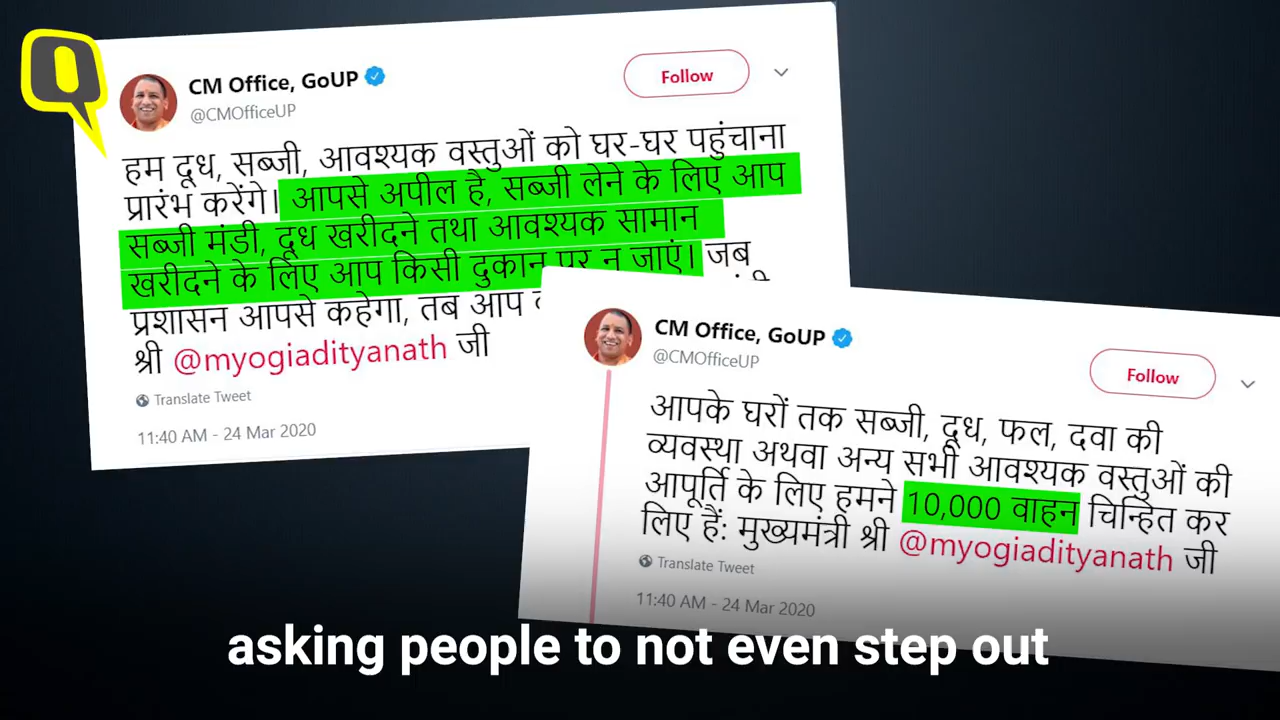 CM Office, GoUP
@CMOfficeUP
Follow
हम दूध, सब्जी, आवश्यक वस्तुओं को घर-घर पहुंचाना
प्रारंभ करेंगे। आपसे अपील है, सब्जी लेने के लिए आप
सब्जी मंडी, दूध खरीदने तथा आवश्यक सामान
खरीदने के लिए आप किसी दुकान पर न जाएं। जब
प्रशासन आपसे कहेगा, तब आप
श्री @myogiadityanath जी
Translate Tweet
11:40 AM - 24 Mar 2020
CM Office, GoUP
@CMOfficeUP
Follow
आपके घरों तक सब्जी, दूध, फल, दवा की
व्यवस्था अथवा अन्य सभी आवश्यक वस्तुओं की
आपूर्ति के लिए हमने 10,000 वाहन चिन्हित कर
लिए हैं: मुख्यमंत्री श्री @myogiadityanath जी
Translate Tweet
11:40 AM - 24 Mar 2020
asking people to not even step out